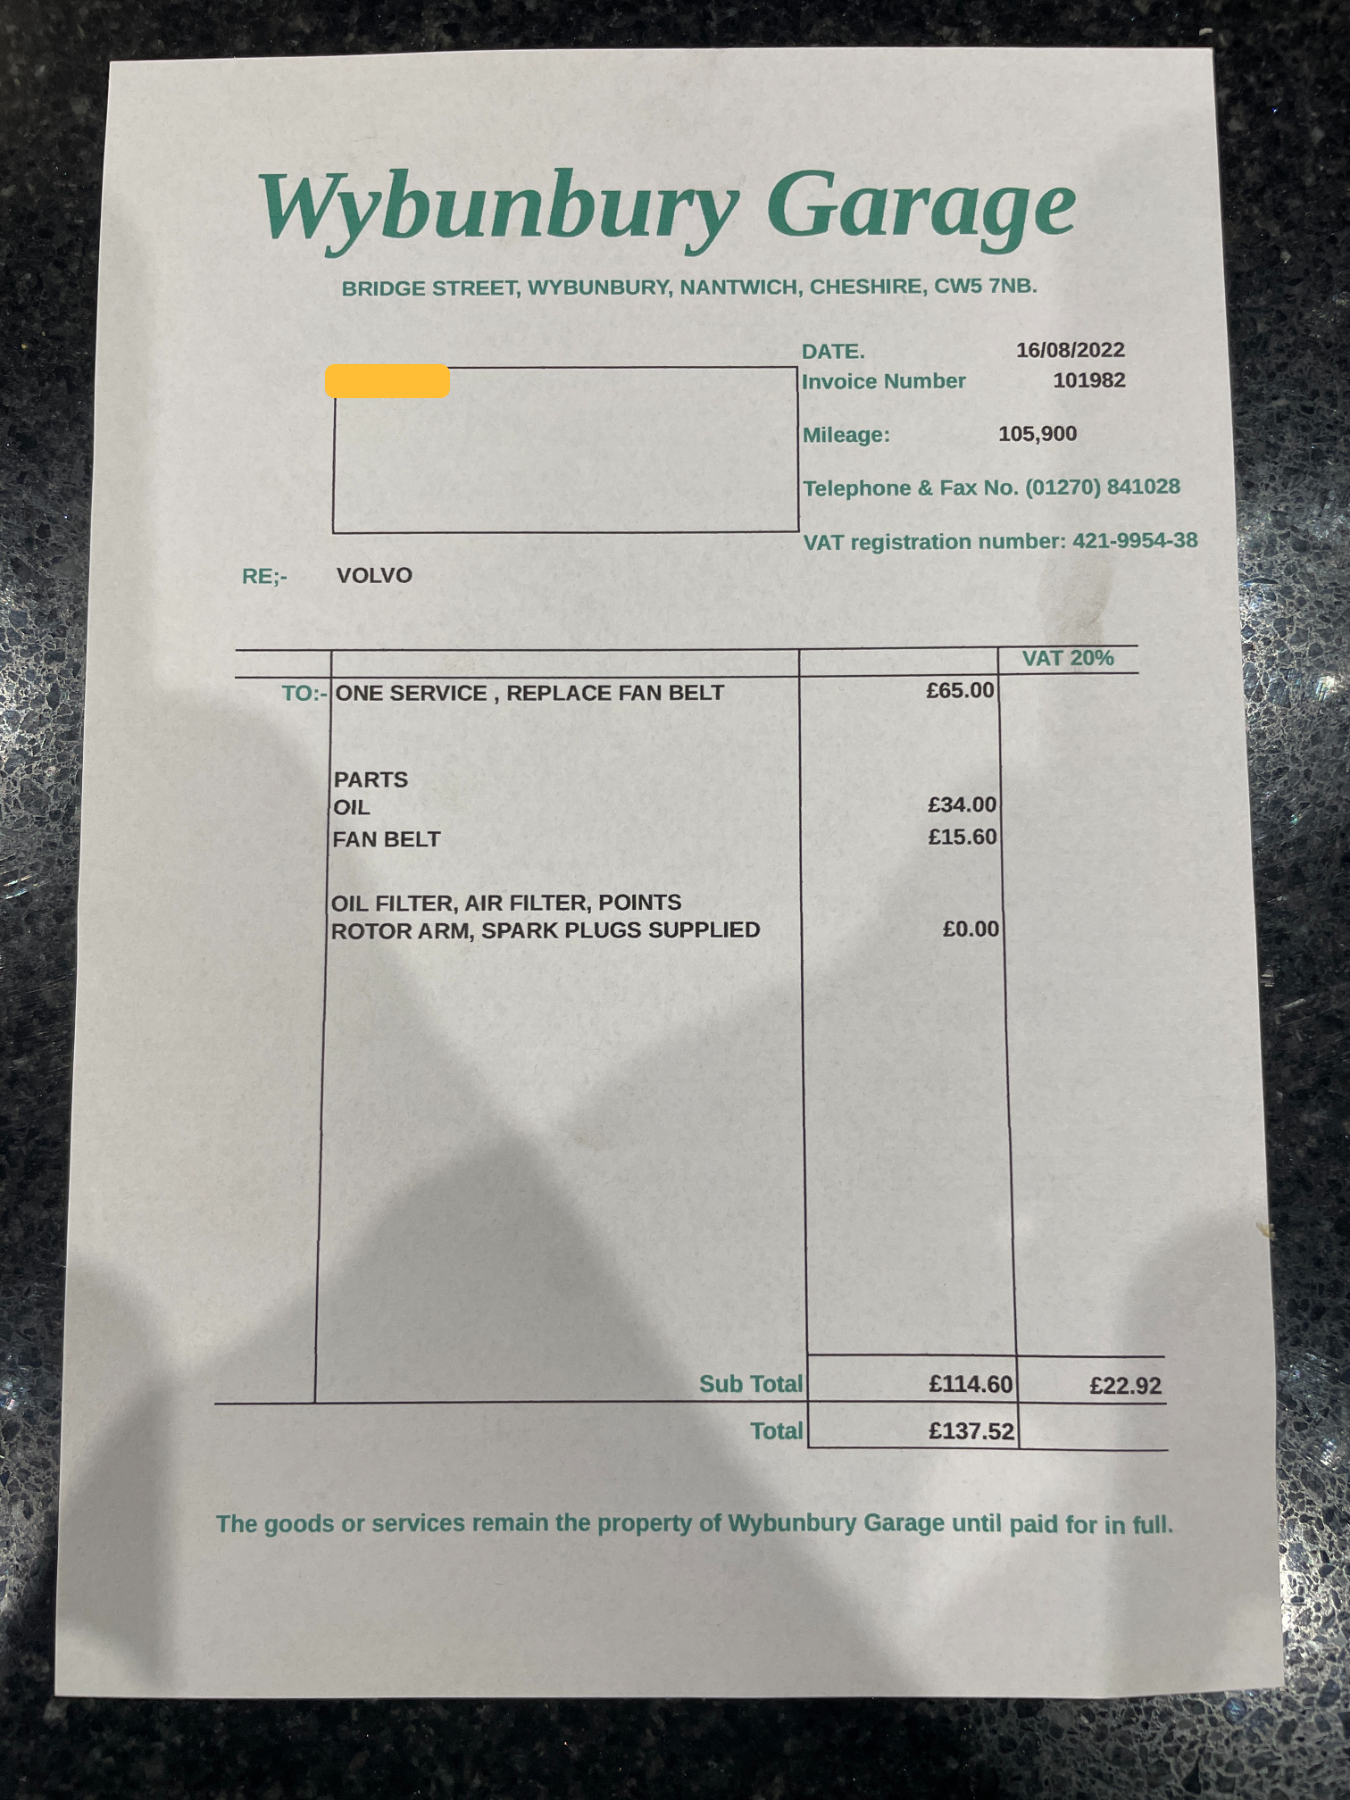 Wybunbury Garage
BRIDGE STREET, WYBUNBURY, NANTWICH, CHESHIRE, CW5 7NB.
DATE. 16/08/2022
Invoice Number 101982
Mileage: 105,900
Telephone & Fax No. (01270) 841028
VAT registration number: 421-9954-38
RE;- VOLVO
VAT 20%
TO:- ONE SERVICE , REPLACE FAN BELT £65.00
PARTS
OIL £34.00
FAN BELT £15.60
OIL FILTER, AIR FILTER, POINTS
ROTOR ARM, SPARK PLUGS SUPPLIED £0.00
Sub Total £114.60 £22.92
Total £137.52
The goods or services remain the property of Wybunbury Garage until paid for in full.